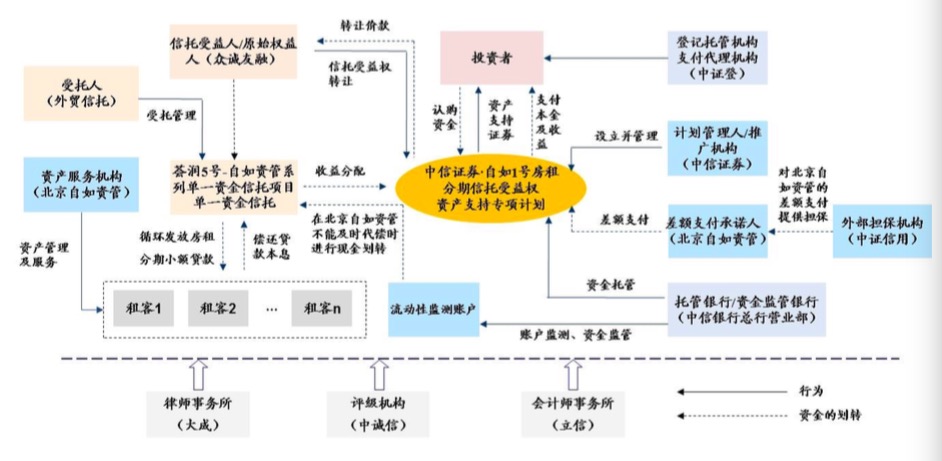 转让价款
信托受益人/原始权益
人（众诚友融）
信托受益权
转让
投资者
登记托管机构
支付代理机构
（中证登）
受托人
（外贸信托）
受托管理
认购
资金
资产
支持
证券
支付
本金
及收
益
设立并管理
计划管理人/推
广机构
（中信证券）
资产服务机构
（北京自如资管）
荟润5号-自如资管系
列单一资金信托项目
单一资金信托
收益分配
中信证券·自如1号房租
分期信托受益权
资产支持专项计划
对北京自
如资管的
差额支付
提供担保
差额支付
差额支付承诺人
（北京自如资管）
外部担保机构
（中证信用）
资产管理
及服务
循环发放房租
分期小额贷款
偿还贷
款本息
在北京自如资管
不能及时代偿时
进行现金划转
资金托管
租客1
租客2
…
租客n
流动性监测账户
托管银行/资金监管银行
（中信银行总行营业部）
账户监测、资金监管
律师事务所
（大成）
评级机构
（中诚信）
会计师事务所
（立信）
行为
资金的划转